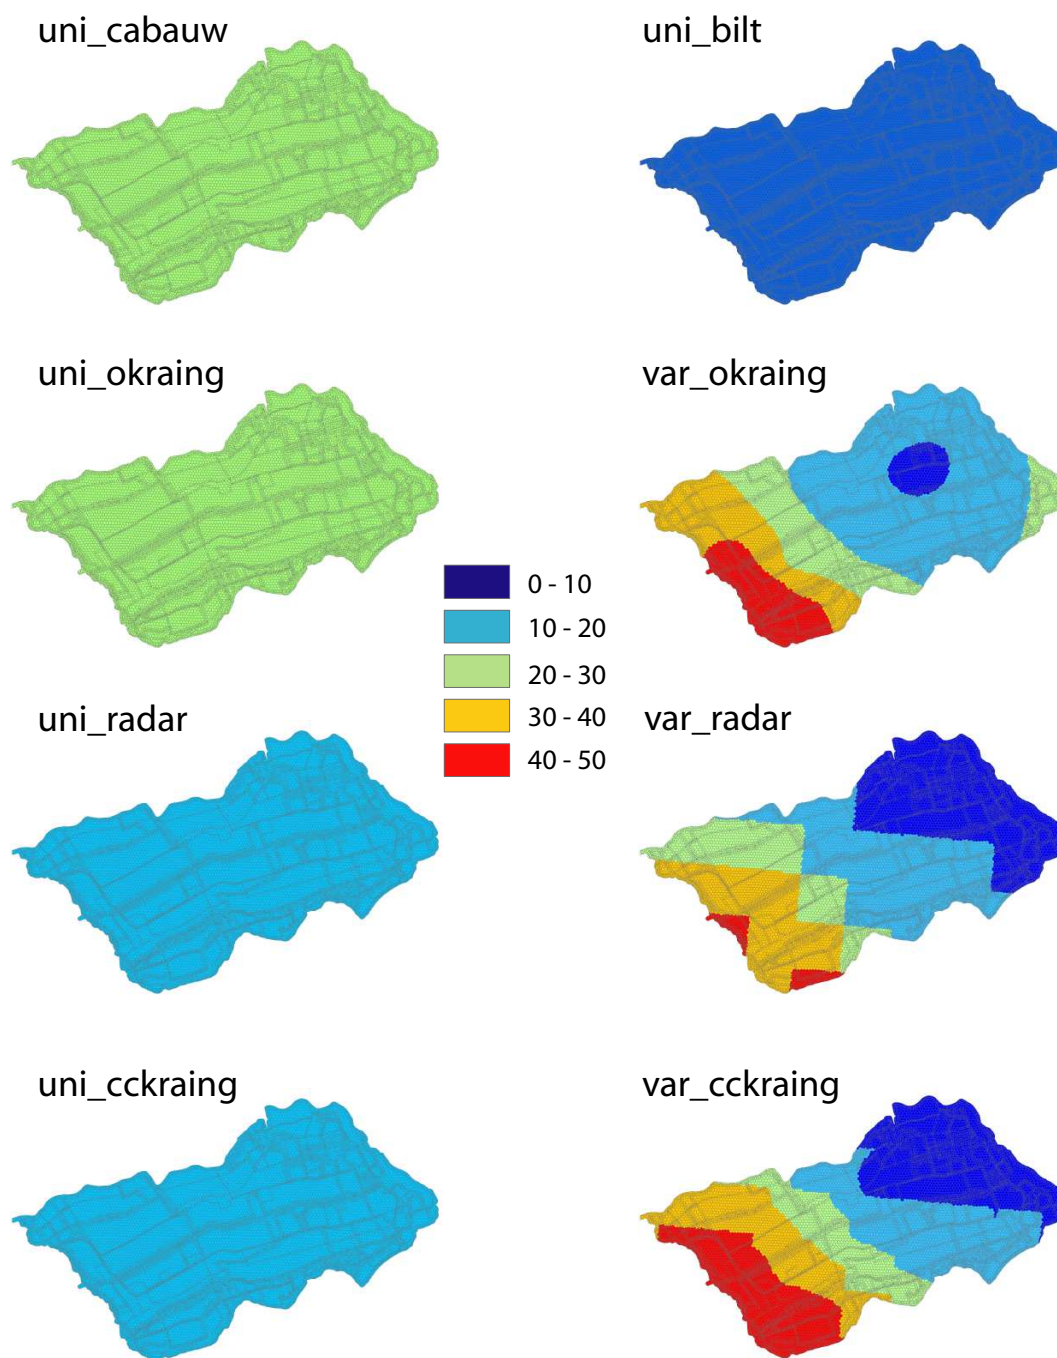 uni_cabauw
uni_bilt
uni_okraing
var_okraing
0 - 10
10 - 20
20 - 30
30 - 40
40 - 50
uni_radar
var_radar
uni_cckraing
var_cckraing